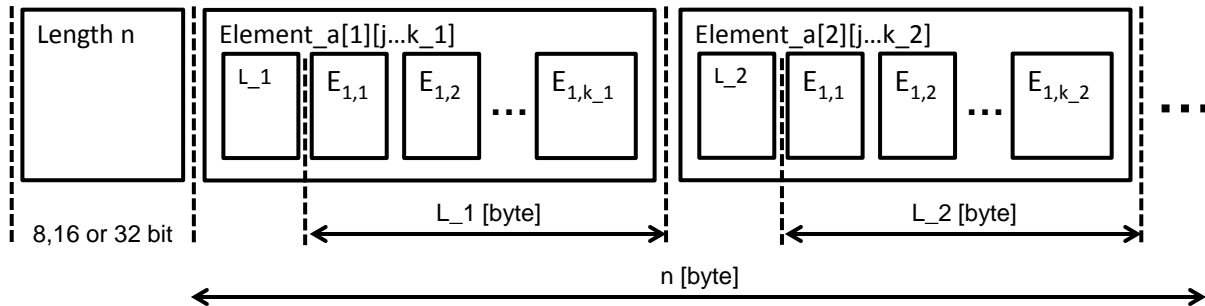 Length n
Element_a[1][j...k_1]
L_1
E1,1
E1,2
...
E1,k_1
Element_a[2][j...k_2]
L_2
E1,1
E1,2
...
E1,k_2
...
8,16 or 32 bit
L_1 [byte]
L_2 [byte]
n [byte]